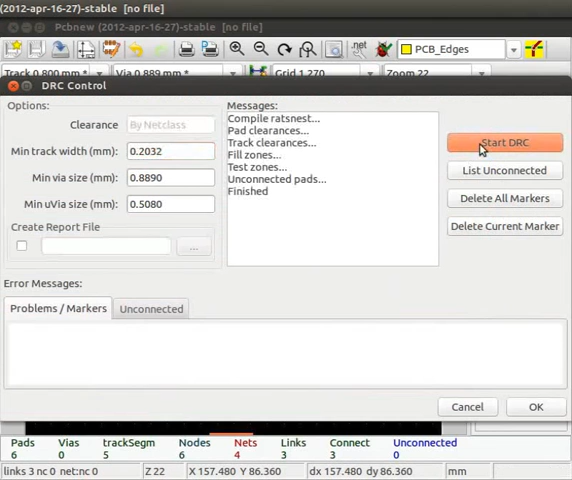 (2012-apr-16-27)-stable [no file]
Pcbnew (2012-apr-16-27)-stable [no file]
.net
PCB_Edges
Track 0.800 mm *
Via 0.889 mm *
Grid 1.270
Zoom 22
DRC Control
Options:
Clearance By Netclass
Min track width (mm): 0.2032
Min via size (mm): 0.8890
Min uVia size (mm): 0.5080
Create Report File
...
Messages:
Compile ratsnest...
Pad clearances...
Track clearances...
Fill zones...
Test zones...
Unconnected pads...
Finished
Start DRC
List Unconnected
Delete All Markers
Delete Current Marker
Error Messages:
Problems / Markers Unconnected
Cancel OK
Pads Vias trackSegm Nodes Nets Links Connect Unconnected
6 0 5 6 4 3 3 0
links 3 nc 0 net:nc 0 Z 22 X 157.480 Y 86.360 dx 157.480 dy 86.360 mm